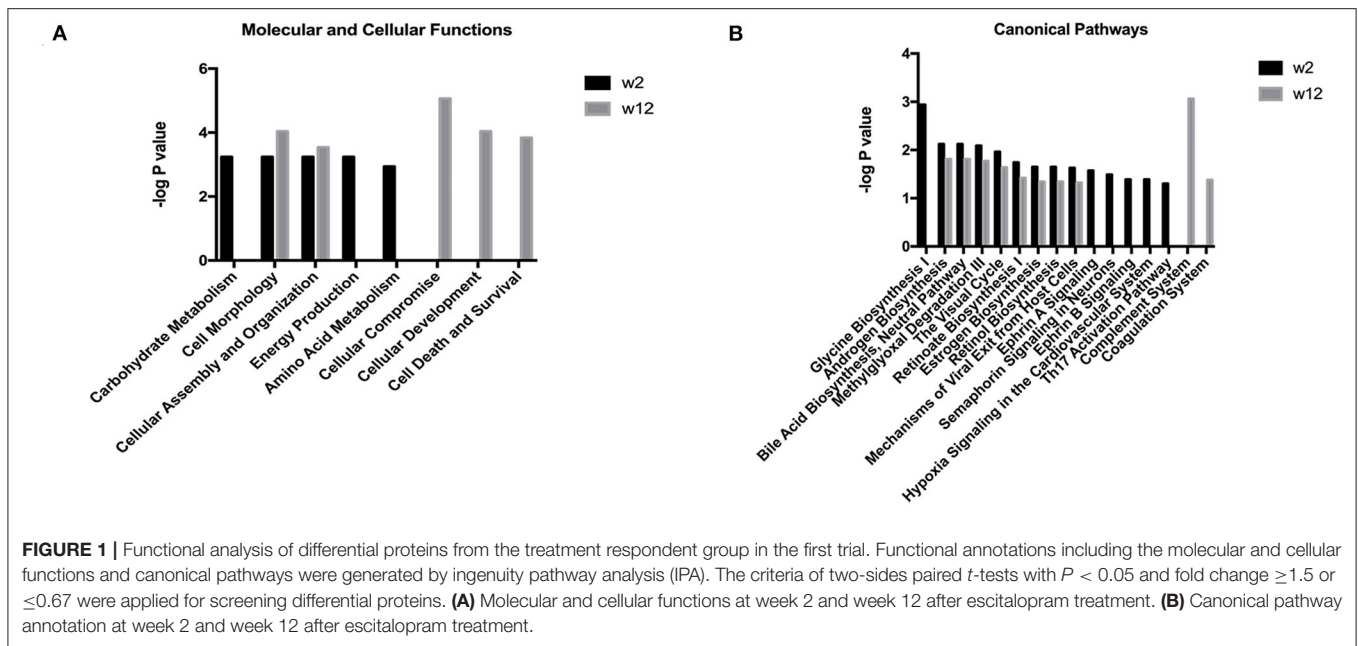 A
Molecular and Cellular Functions
6
4
2
0
-log P value
w2
w12
Carbohydrate Metabolism
Cell Morphology
Cellular Assembly and Organization
Energy Production
Amino Acid Metabolism
Cellular Compromise
Cellular Development
Cell Death and Survival
B
Canonical Pathways
-4
3
2
1
0
-log P value
w2
w12
Glycine Biosynthesis I
Androgen Biosynthesis
Bile Acid Biosynthesis, Neutral Pathway
Methylglyoxal Degradation III
The Visual Cycle
Retinoate Biosynthesis I
Estrogen Biosynthesis
Retinol Biosynthesis
Mechanisms of Viral Exit from Host Cells
Ephrin A Signaling
Semaphorin Signaling in Neurons
Ephrin B Signaling
Hypoxia Signaling in the Cardiovascular System
Th17 Activation Pathway
Complement System
Coagulation System
FIGURE 1 | Functional analysis of differential proteins from the treatment respondent group in the first trial. Functional annotations including the molecular and cellular
functions and canonical pathways were generated by ingenuity pathway analysis (IPA). The criteria of two-sides paired t-tests with P < 0.05 and fold change ≥1.5 or
≤0.67 were applied for screening differential proteins. (A) Molecular and cellular functions at week 2 and week 12 after escitalopram treatment. (B) Canonical pathway
annotation at week 2 and week 12 after escitalopram treatment.